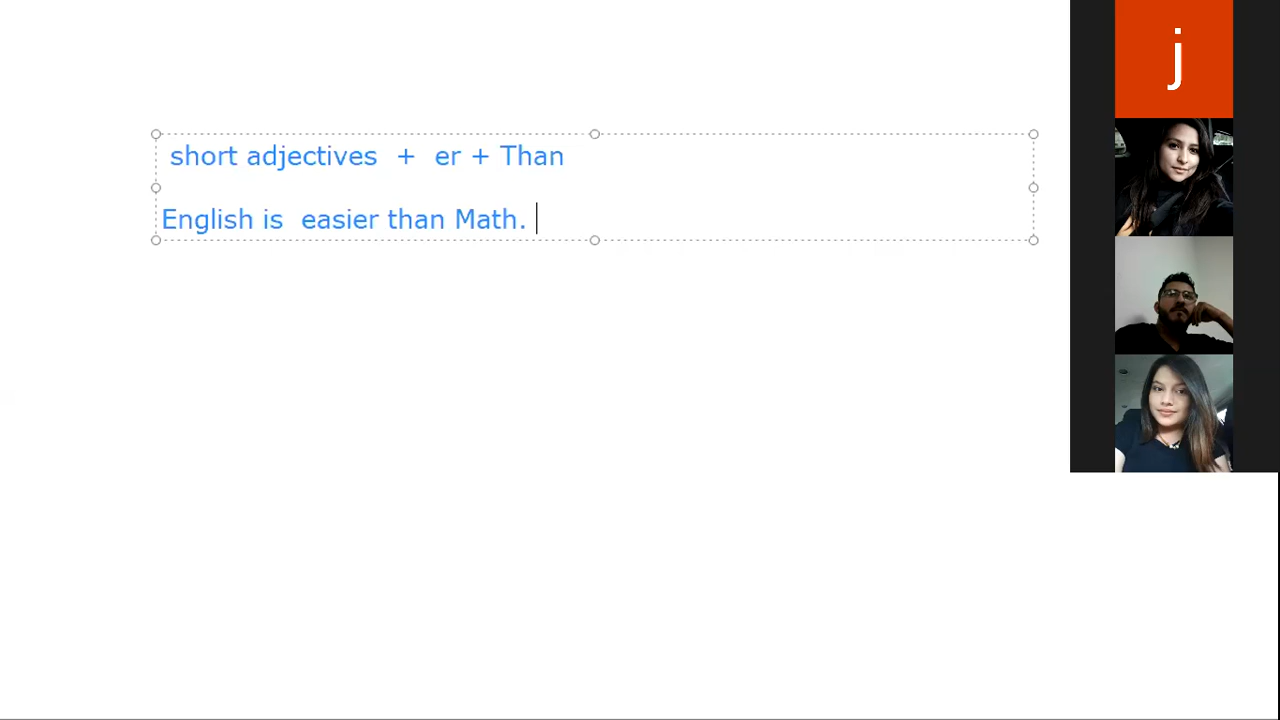 short adjectives + er + Than
English is easier than Math.
j